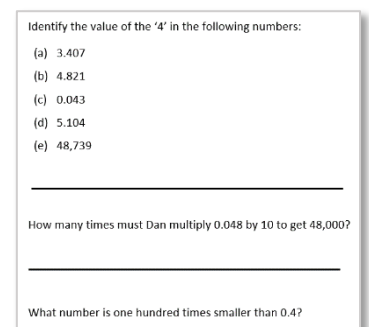 Identify the value of the ‘4’ in the following numbers:
(a) 3.407
(b) 4.821
(c) 0.043
(d) 5.104
(e) 48,739
How many times must Dan multiply 0.048 by 10 to get 48,000?
What number is one hundred times smaller than 0.4?